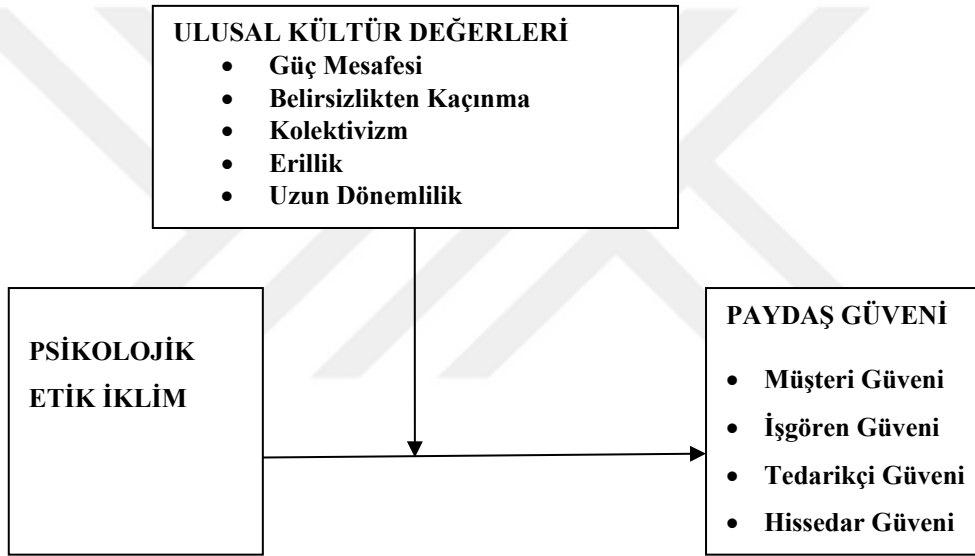 ULUSAL KÜLTÜR DEĞERLERİ
• Güç Mesafesi
• Belirsizlikten Kaçınma
• Kolektivizm
• Erillik
• Uzun Dönemlilik
PSİKOLOJİK
ETİK İKLİM
PAYDAŞ GÜVENİ
• Müşteri Güveni
• İşgören Güveni
• Tedarikçi Güveni
• Hissedar Güveni